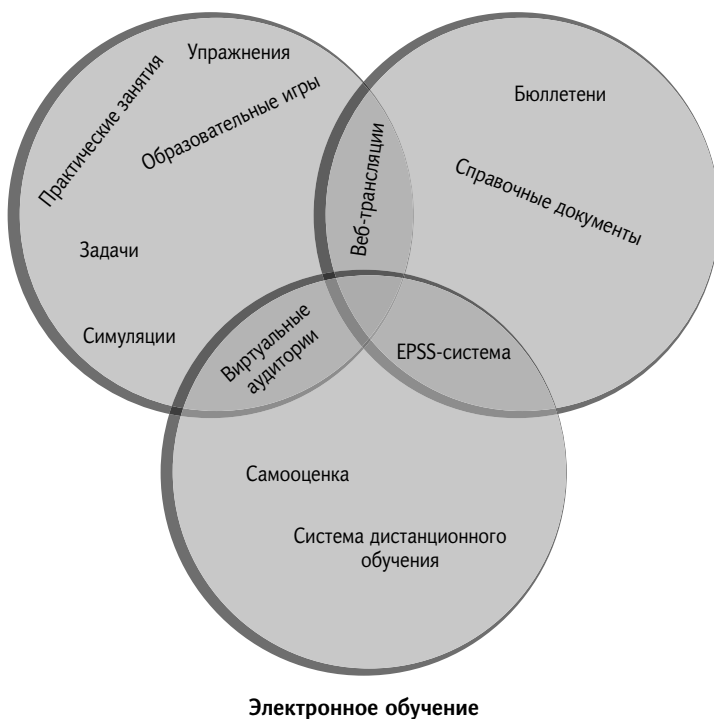 Упражнения
Практические занятия
Образовательные игры
Задачи
Симуляции
Веб-трансляции
Бюллетени
Справочные документы
Виртуальные
аудитории
EPSS-система
Самооценка
Система дистанционного
обучения
Электронное обучение